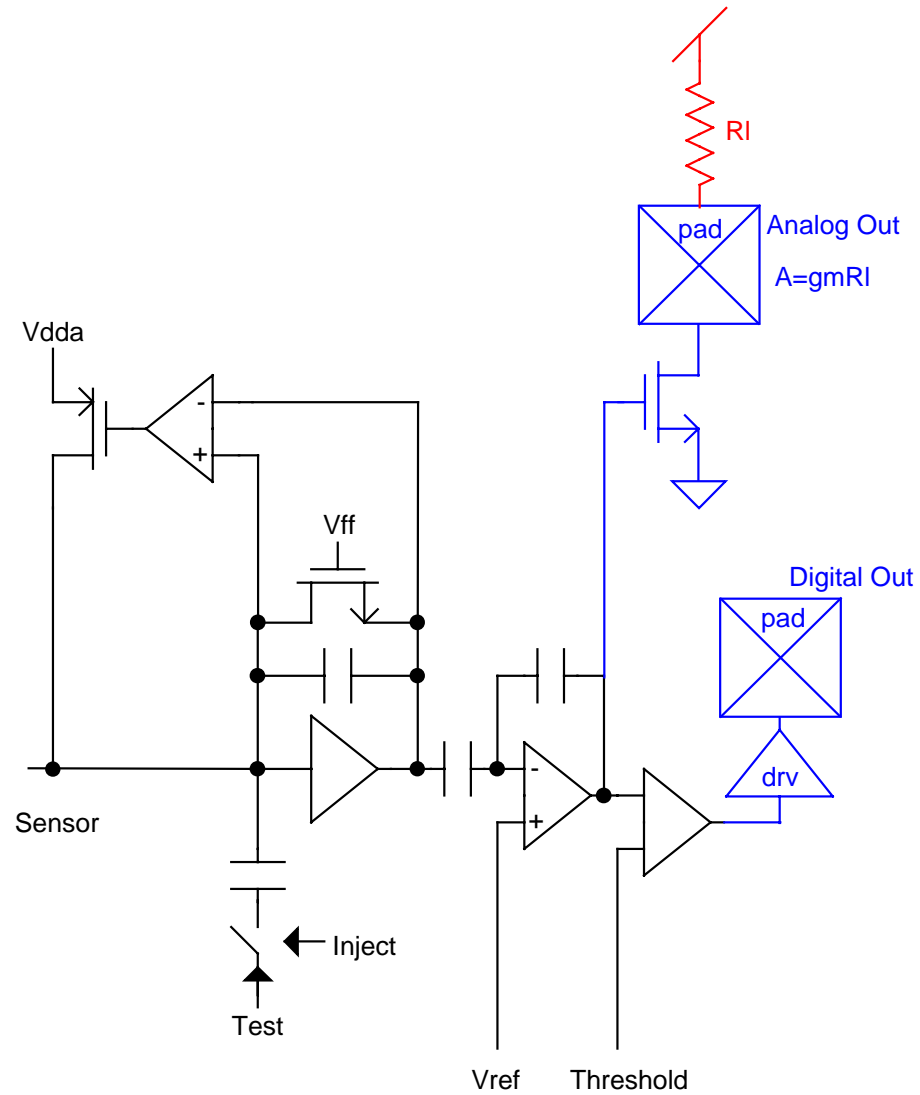 Rl
pad
Analog Out
A=gmRl
Vdda
-
+
Vff
Digital Out
pad
drv
-
+
Sensor
Inject
Test
Vref
Threshold